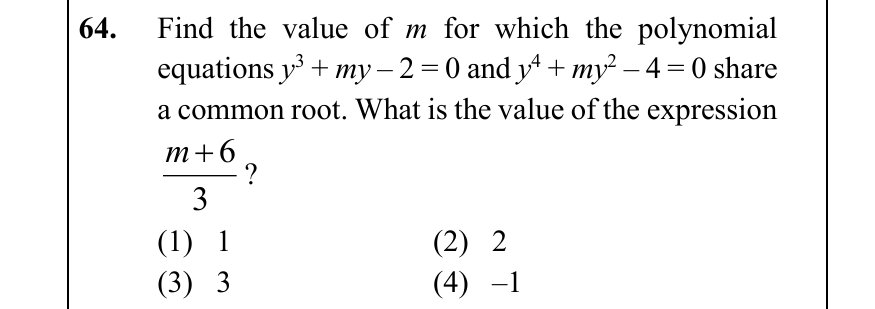 64. Find the value of m for which the polynomial
equations y³ + my – 2 = 0 and y⁴ + my² – 4 = 0 share
a common root. What is the value of the expression
(m+6)/3 ?
(1) 1 (2) 2
(3) 3 (4) –1